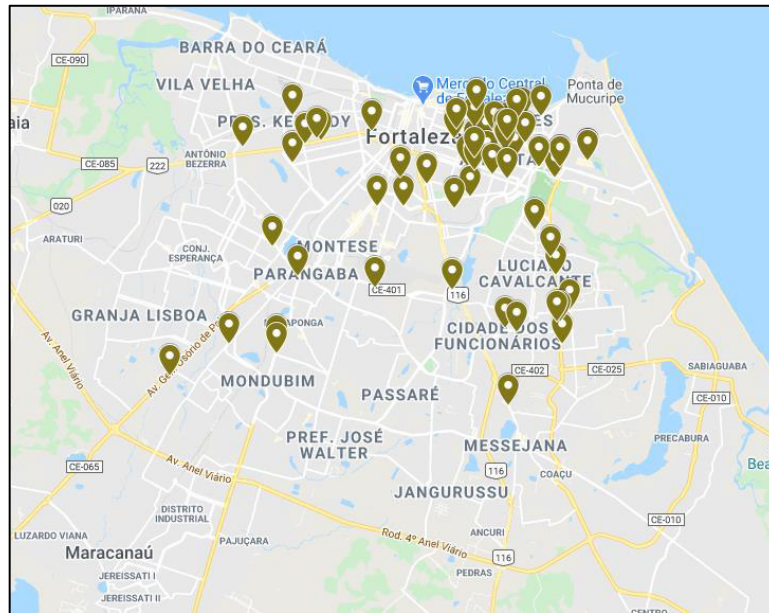 IPARANA
CE-090
BARRA DO CEARÁ
VILA VELHA
Mercado Central
Ponta de
Mucuripe
Fortaleza
aia
ANTÔNIO
BEZERRA
CE-085
222
020
ARATURI
CONJ.
ESPERANÇA
MONTESE
PARANGABA
CE-401
116
LUCIANO
CAVALCANTE
GRANJA LISBOA
CIDADE DOS
FUNCIONÁRIOS
Av. Anel Viário
MONDUBIM
PASSARÉ
CE-402
CE-025
SABIAGUABA
CE-010
PREF. JOSÉ
WALTER
MESSEJANA
PRECABURA
CE-065
Av. Anel Viário
JANGURUSSU
116
COAÇU
Bea
DISTRITO
INDUSTRIAL
CE-010
LUZARDO VIANA
PAJUÇARA
ANCURI
Rod. 4º Anel Viário
Maracanaú
116
JEREISSATI I
JEREISSATI II
PEDRAS
CENTRO